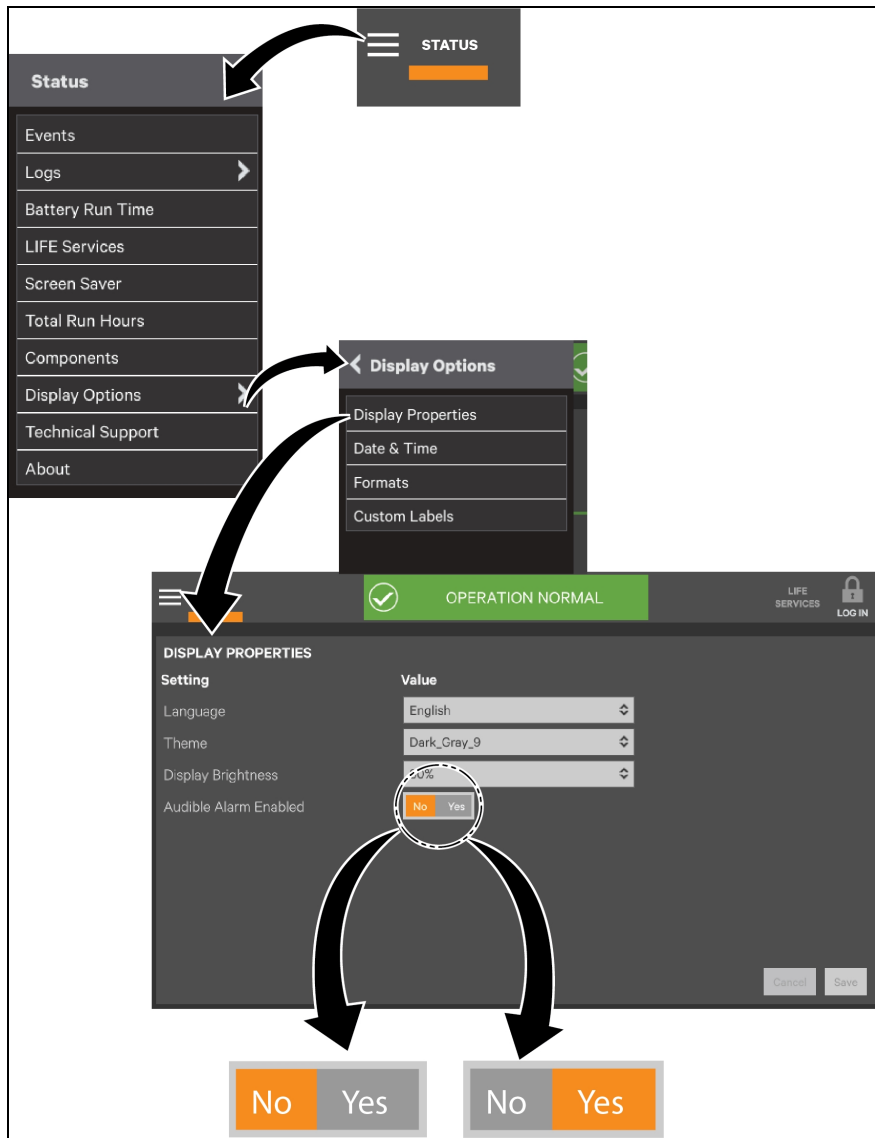 STATUS
Status
Events
Logs
Battery Run Time
LIFE Services
Screen Saver
Total Run Hours
Components
Display Options
Technical Support
About
Display Options
Display Properties
Date & Time
Formats
Custom Labels
OPERATION NORMAL
LIFE
SERVICES
LOG IN
DISPLAY PROPERTIES
Setting Value
Language English
Theme Dark_Gray_9
Display Brightness
Audible Alarm Enabled No Yes
Cancel Save
No Yes No Yes